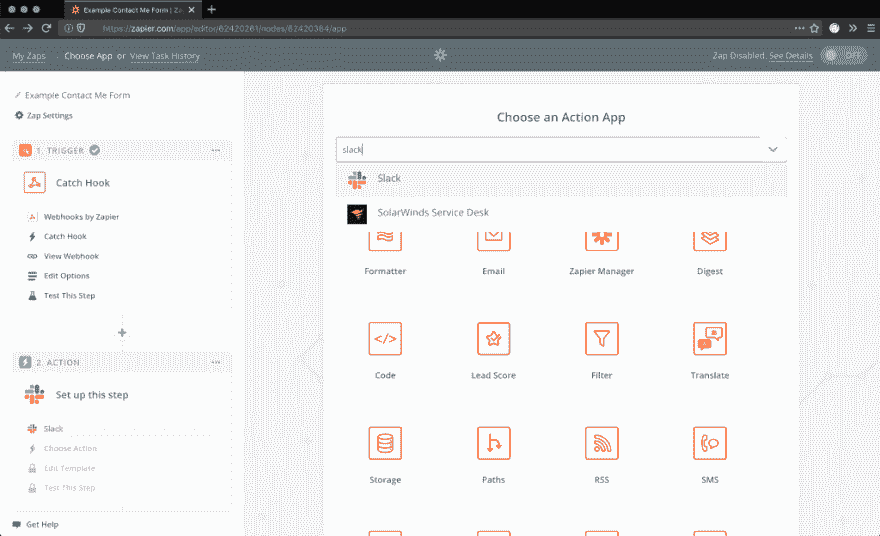 Example Contact Me Form | Za
https://zapier.com/app/editor/62420261/nodes/62420384/app
My Zaps Choose App or View Task History
Zap Disabled. See Details OFF
Example Contact Me Form
Zap Settings
1. TRIGGER
Catch Hook
Webhooks by Zapier
Catch Hook
View Webhook
Edit Options
Test This Step
2. ACTION
Set up this step
Slack
Choose Action
Edit Template
Test This Step
Get Help
Choose an Action App
slack
Slack
SolarWinds Service Desk
Formatter Email Zapier Manager Digest
Code Lead Score Filter Translate
Storage Paths RSS SMS